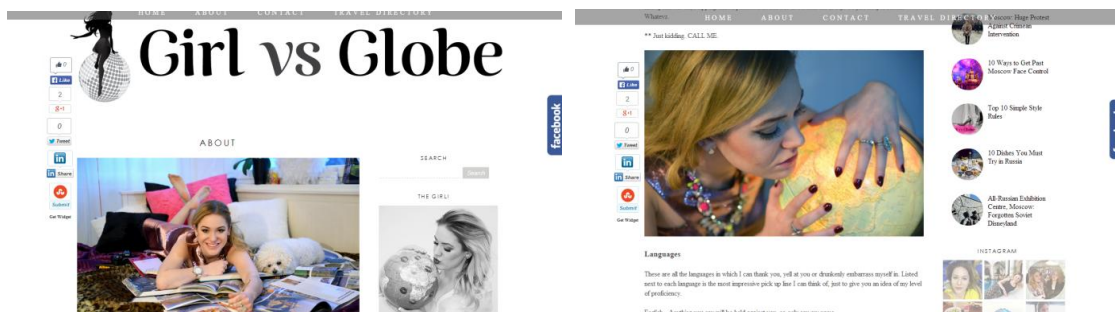 HOME ABOUT CONTACT TRAVEL DIRECTORY
Girl vs Globe
0
Like
2
+1
0
Tweet
in
in Share
Submit
Get Widget
facebook
ABOUT
SEARCH
Search
THE GIRL!
HOME ABOUT CONTACT TRAVEL DIRECTORY
Whatevs.
** Just kidding. CALL ME.
0
Like
2
+1
0
Tweet
in
in Share
Submit
Get Widget
Languages
These are all the languages in which I can thank you, yell at you or drunkenly embarrass myself in. Listed
next to each language is the most impressive pick up line I can think of, just to give you an idea of my level
of proficiency.
Moscow: Huge Protest
Against Crimean
Intervention
10 Ways to Get Past
Moscow Face Control
Top 10 Simple Style
Rules
10 Dishes You Must
Try in Russia
All-Russian Exhibition
Centre, Moscow:
Forgotten Soviet
Disneyland
INSTAGRAM